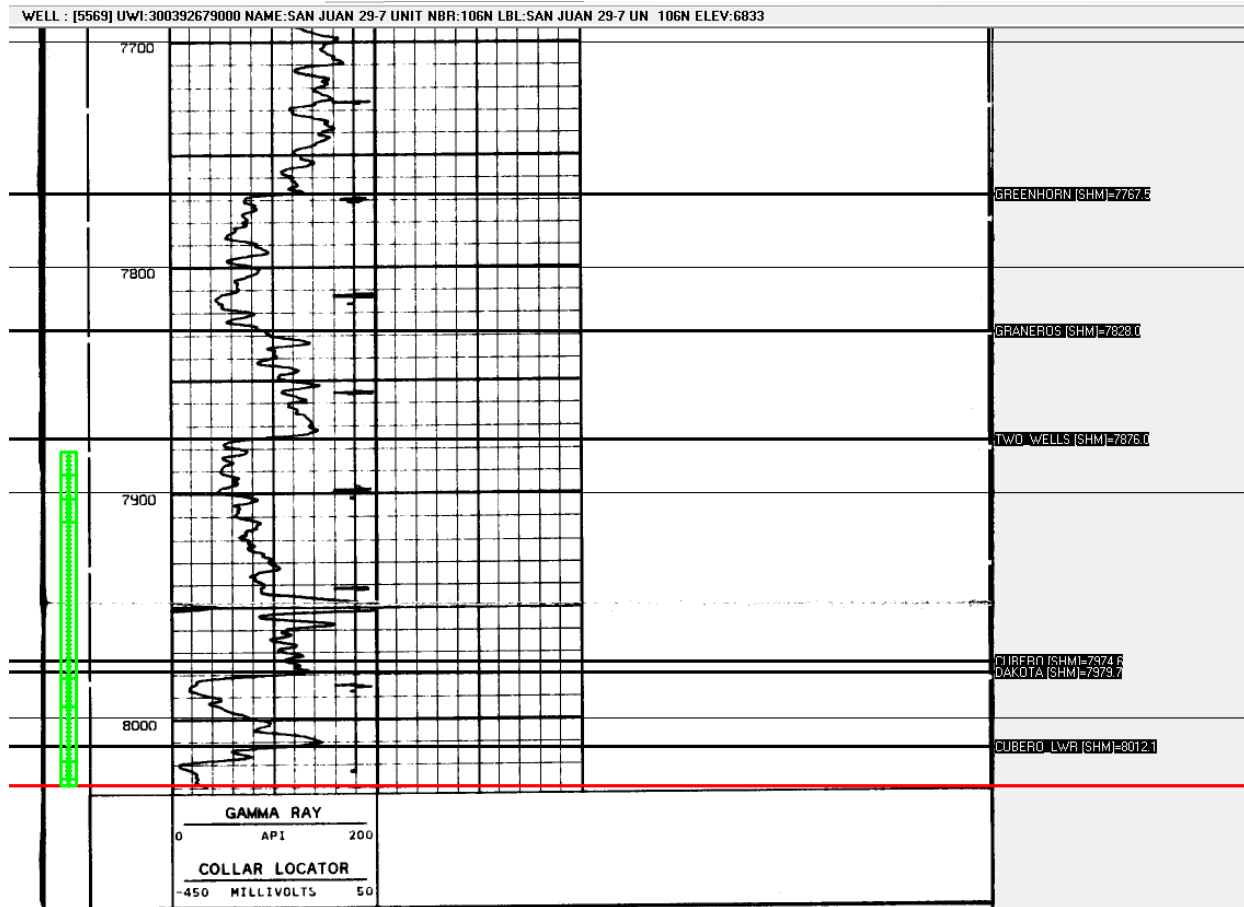 WELL : [5569] UWI:300392679000 NAME:SAN JUAN 29-7 UNIT NBR:106N LBL:SAN JUAN 29-7 UN  106N ELEV:6833
7700
GREENHORN [SHM]=7767.5
7800
GRANEROS [SHM]=7828.0
TWO_WELLS [SHM]=7876.0
7900
CUBERO [SHM]=7974.6
DAKOTA [SHM]=7979.7
8000
CUBERO_LWR [SHM]=8012.1
GAMMA RAY
0 API 200
COLLAR LOCATOR
-450 MILLIVOLTS 50